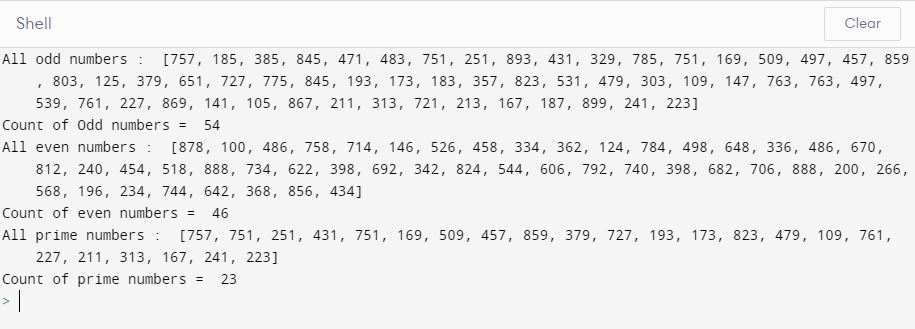 Shell
Clear
All odd numbers :  [757, 185, 385, 845, 471, 483, 751, 251, 893, 431, 329, 785, 751, 169, 509, 497, 457, 859
, 803, 125, 379, 651, 727, 775, 845, 193, 173, 183, 357, 823, 531, 479, 303, 109, 147, 763, 763, 497,
539, 761, 227, 869, 141, 105, 867, 211, 313, 721, 213, 167, 187, 899, 241, 223]
Count of Odd numbers =  54
All even numbers :  [878, 100, 486, 758, 714, 146, 526, 458, 334, 362, 124, 784, 498, 648, 336, 486, 670,
812, 240, 454, 518, 888, 734, 622, 398, 692, 342, 824, 544, 606, 792, 740, 398, 682, 706, 888, 200, 266,
568, 196, 234, 744, 642, 368, 856, 434]
Count of even numbers =  46
All prime numbers :  [757, 751, 251, 431, 751, 169, 509, 457, 859, 379, 727, 193, 173, 823, 479, 109, 761,
227, 211, 313, 167, 241, 223]
Count of prime numbers =  23
>